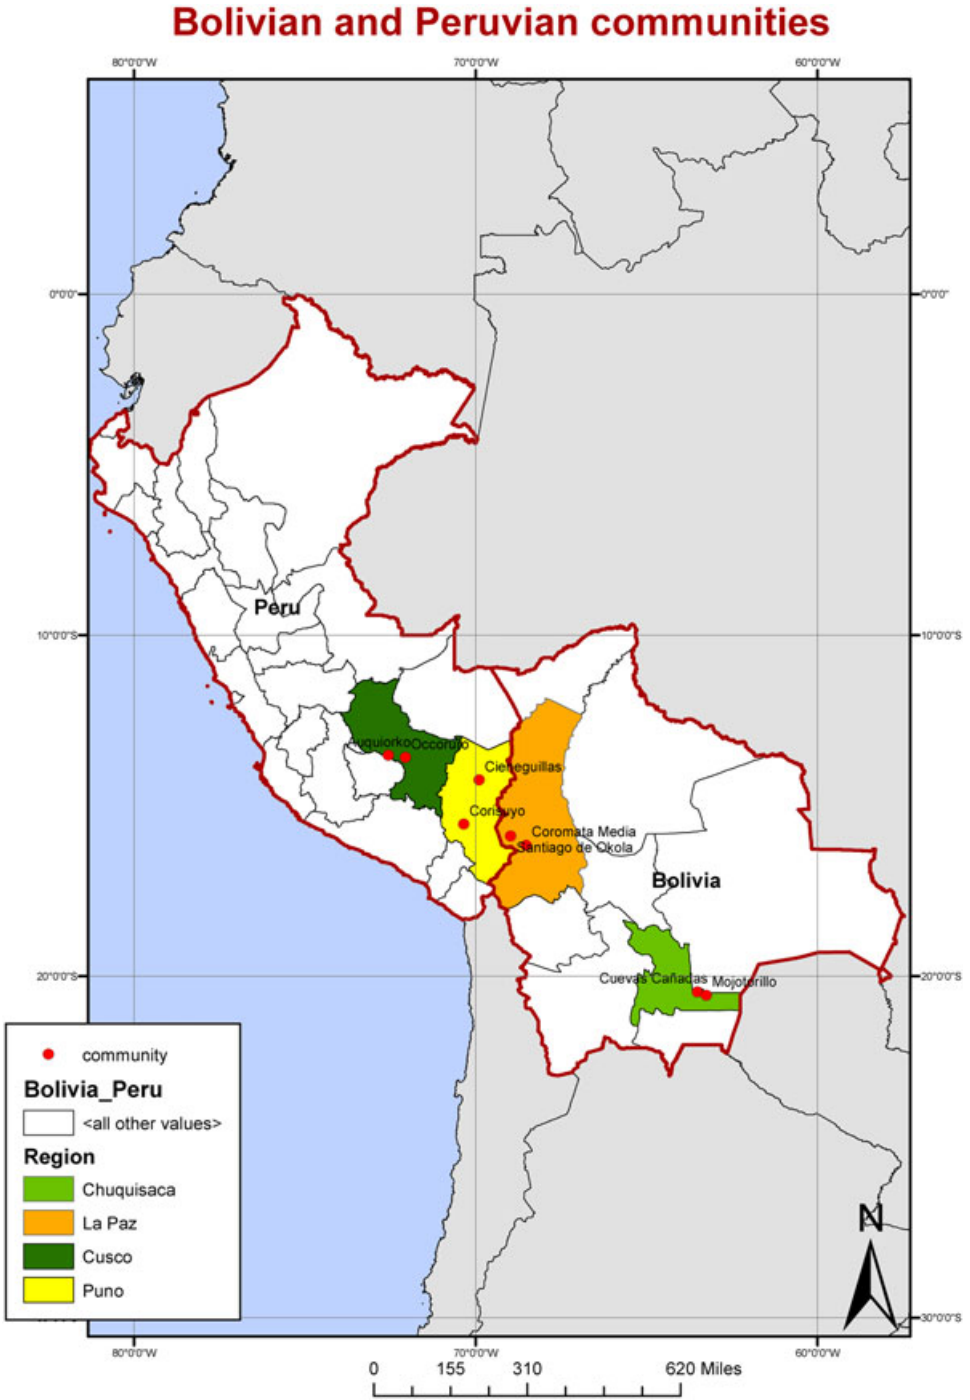 Bolivian and Peruvian communities
80°0'0"W 70°0'0"W 60°0'0"W
0°0'0" 0°0'0"
Peru
10°0'0"S 10°0'0"S
Occoruro
Cieneguillas
Corisuyo
Coromata Media
Santiago de Okola
Bolivia
20°0'0"S 20°0'0"S
Cuevas Cañadas Mojotorillo
community
Bolivia_Peru
<all other values>
Region
Chuquisaca
La Paz
Cusco
Puno
N
30°0'0"S
80°0'0"W 70°0'0"W 60°0'0"W
0 155 310 620 Miles